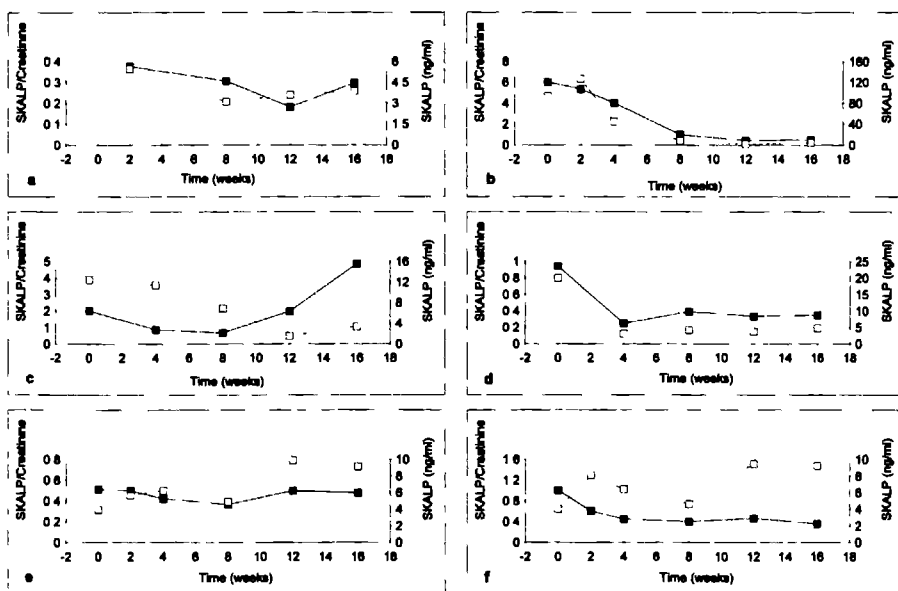 SKALP/Creatinine
0 4
0.3
0.2
0.1
0
6
4 5
3
1 5
0
SKALP (ng/ml)
-2 0 2 4 6 8 10 12 14 16 18
Time (weeks)
a
SKALP/Creatinine
8
6
4
2
0
160
120
80
40
0
SKALP (ng/ml)
-2 0 2 4 6 8 10 12 14 16 18
Time (weeks)
b
SKALP/Creatinine
5
4
3
2
1
0
16
12
8
4
0
SKALP (ng/ml)
-2 0 2 4 6 8 10 12 14 16 18
Time (weeks)
c
SKALP/Creatinine
1
0.8
0.6
0.4
0 2
0
25
20
15
10
5
0
SKALP (ng/ml)
-2 0 2 4 6 8 10 12 14 16 18
Time (weeks)
d
SKALP/Creatinine
0.8
0.6
0.4
0 2
0
10
8
6
4
2
0
SKALP (ng/ml)
-2 0 2 4 6 8 10 12 14 16 18
Time (weeks)
e
SKALP/Creatinine
1 6
1.2
0.8
0 4
0
10
8
6
4
2
0
SKALP (ng/ml)
-2 0 2 4 6 8 10 12 14 16 18
Time (weeks)
f